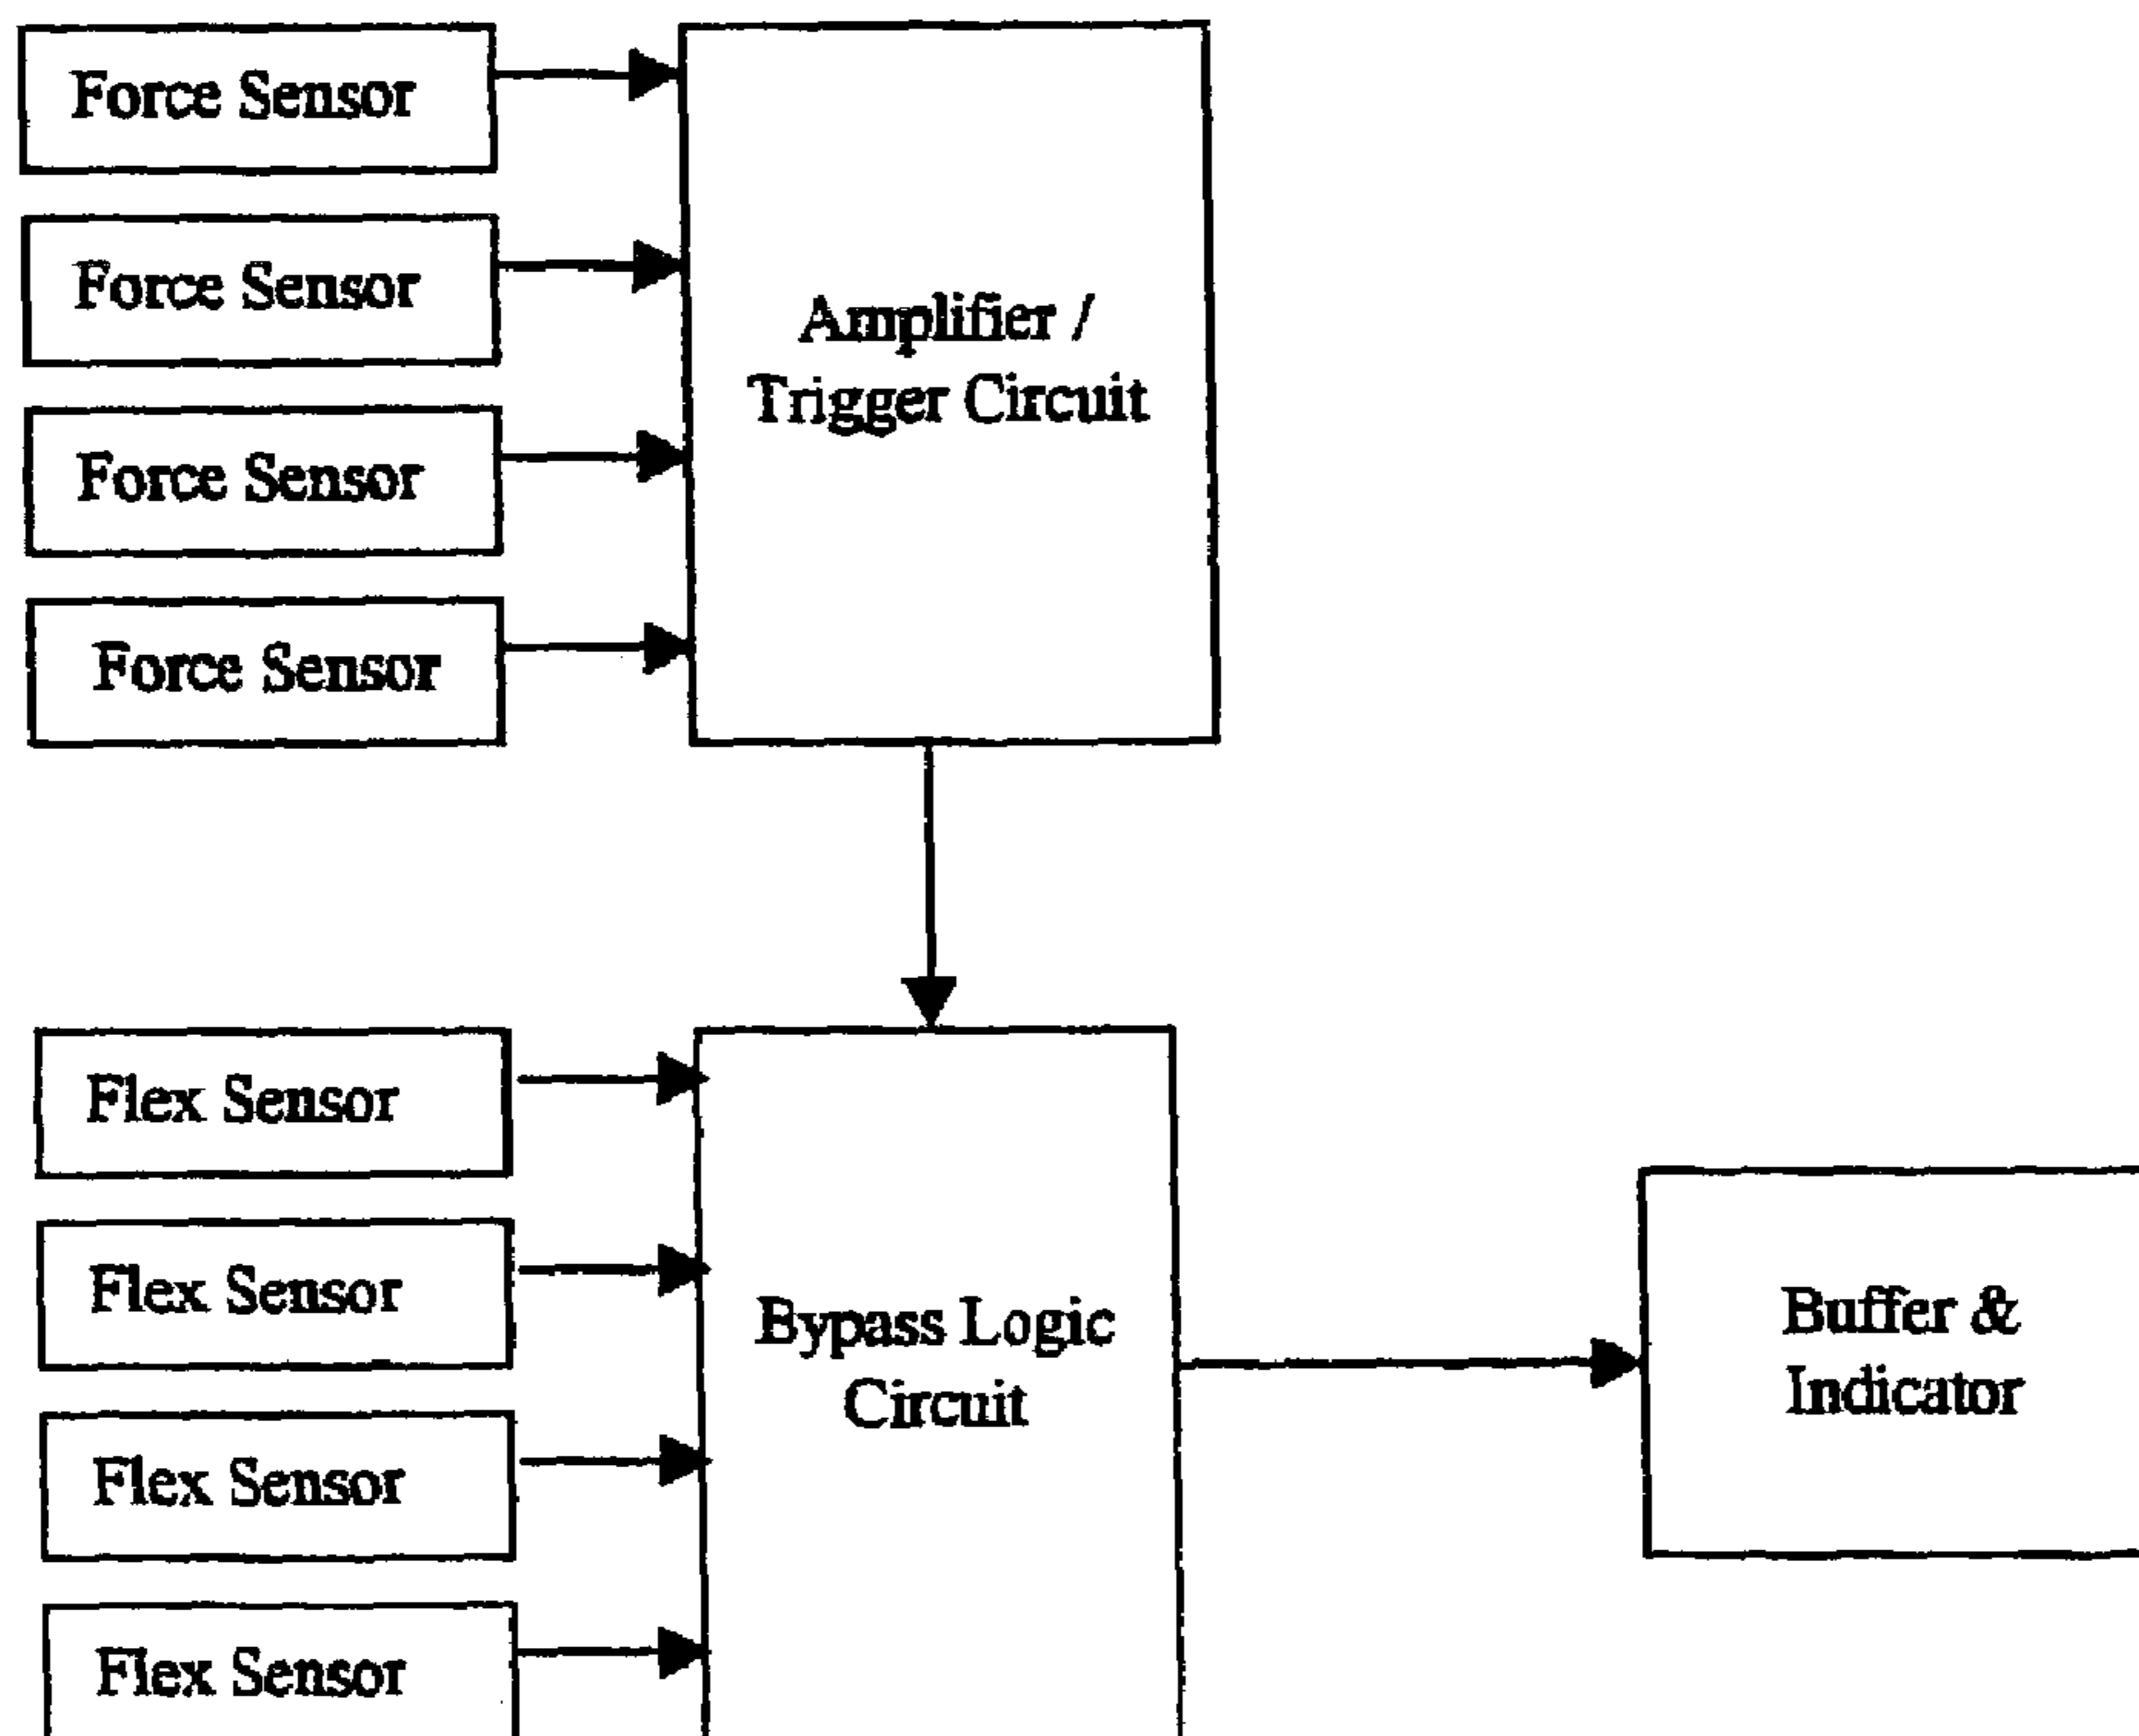 Force Sensor
Force Sensor
Force Sensor
Force Sensor
Amplifier /
Trigger Circuit
Flex Sensor
Flex Sensor
Flex Sensor
Flex Sensor
Bypass Logic
Circuit
Buffer &
Indicator